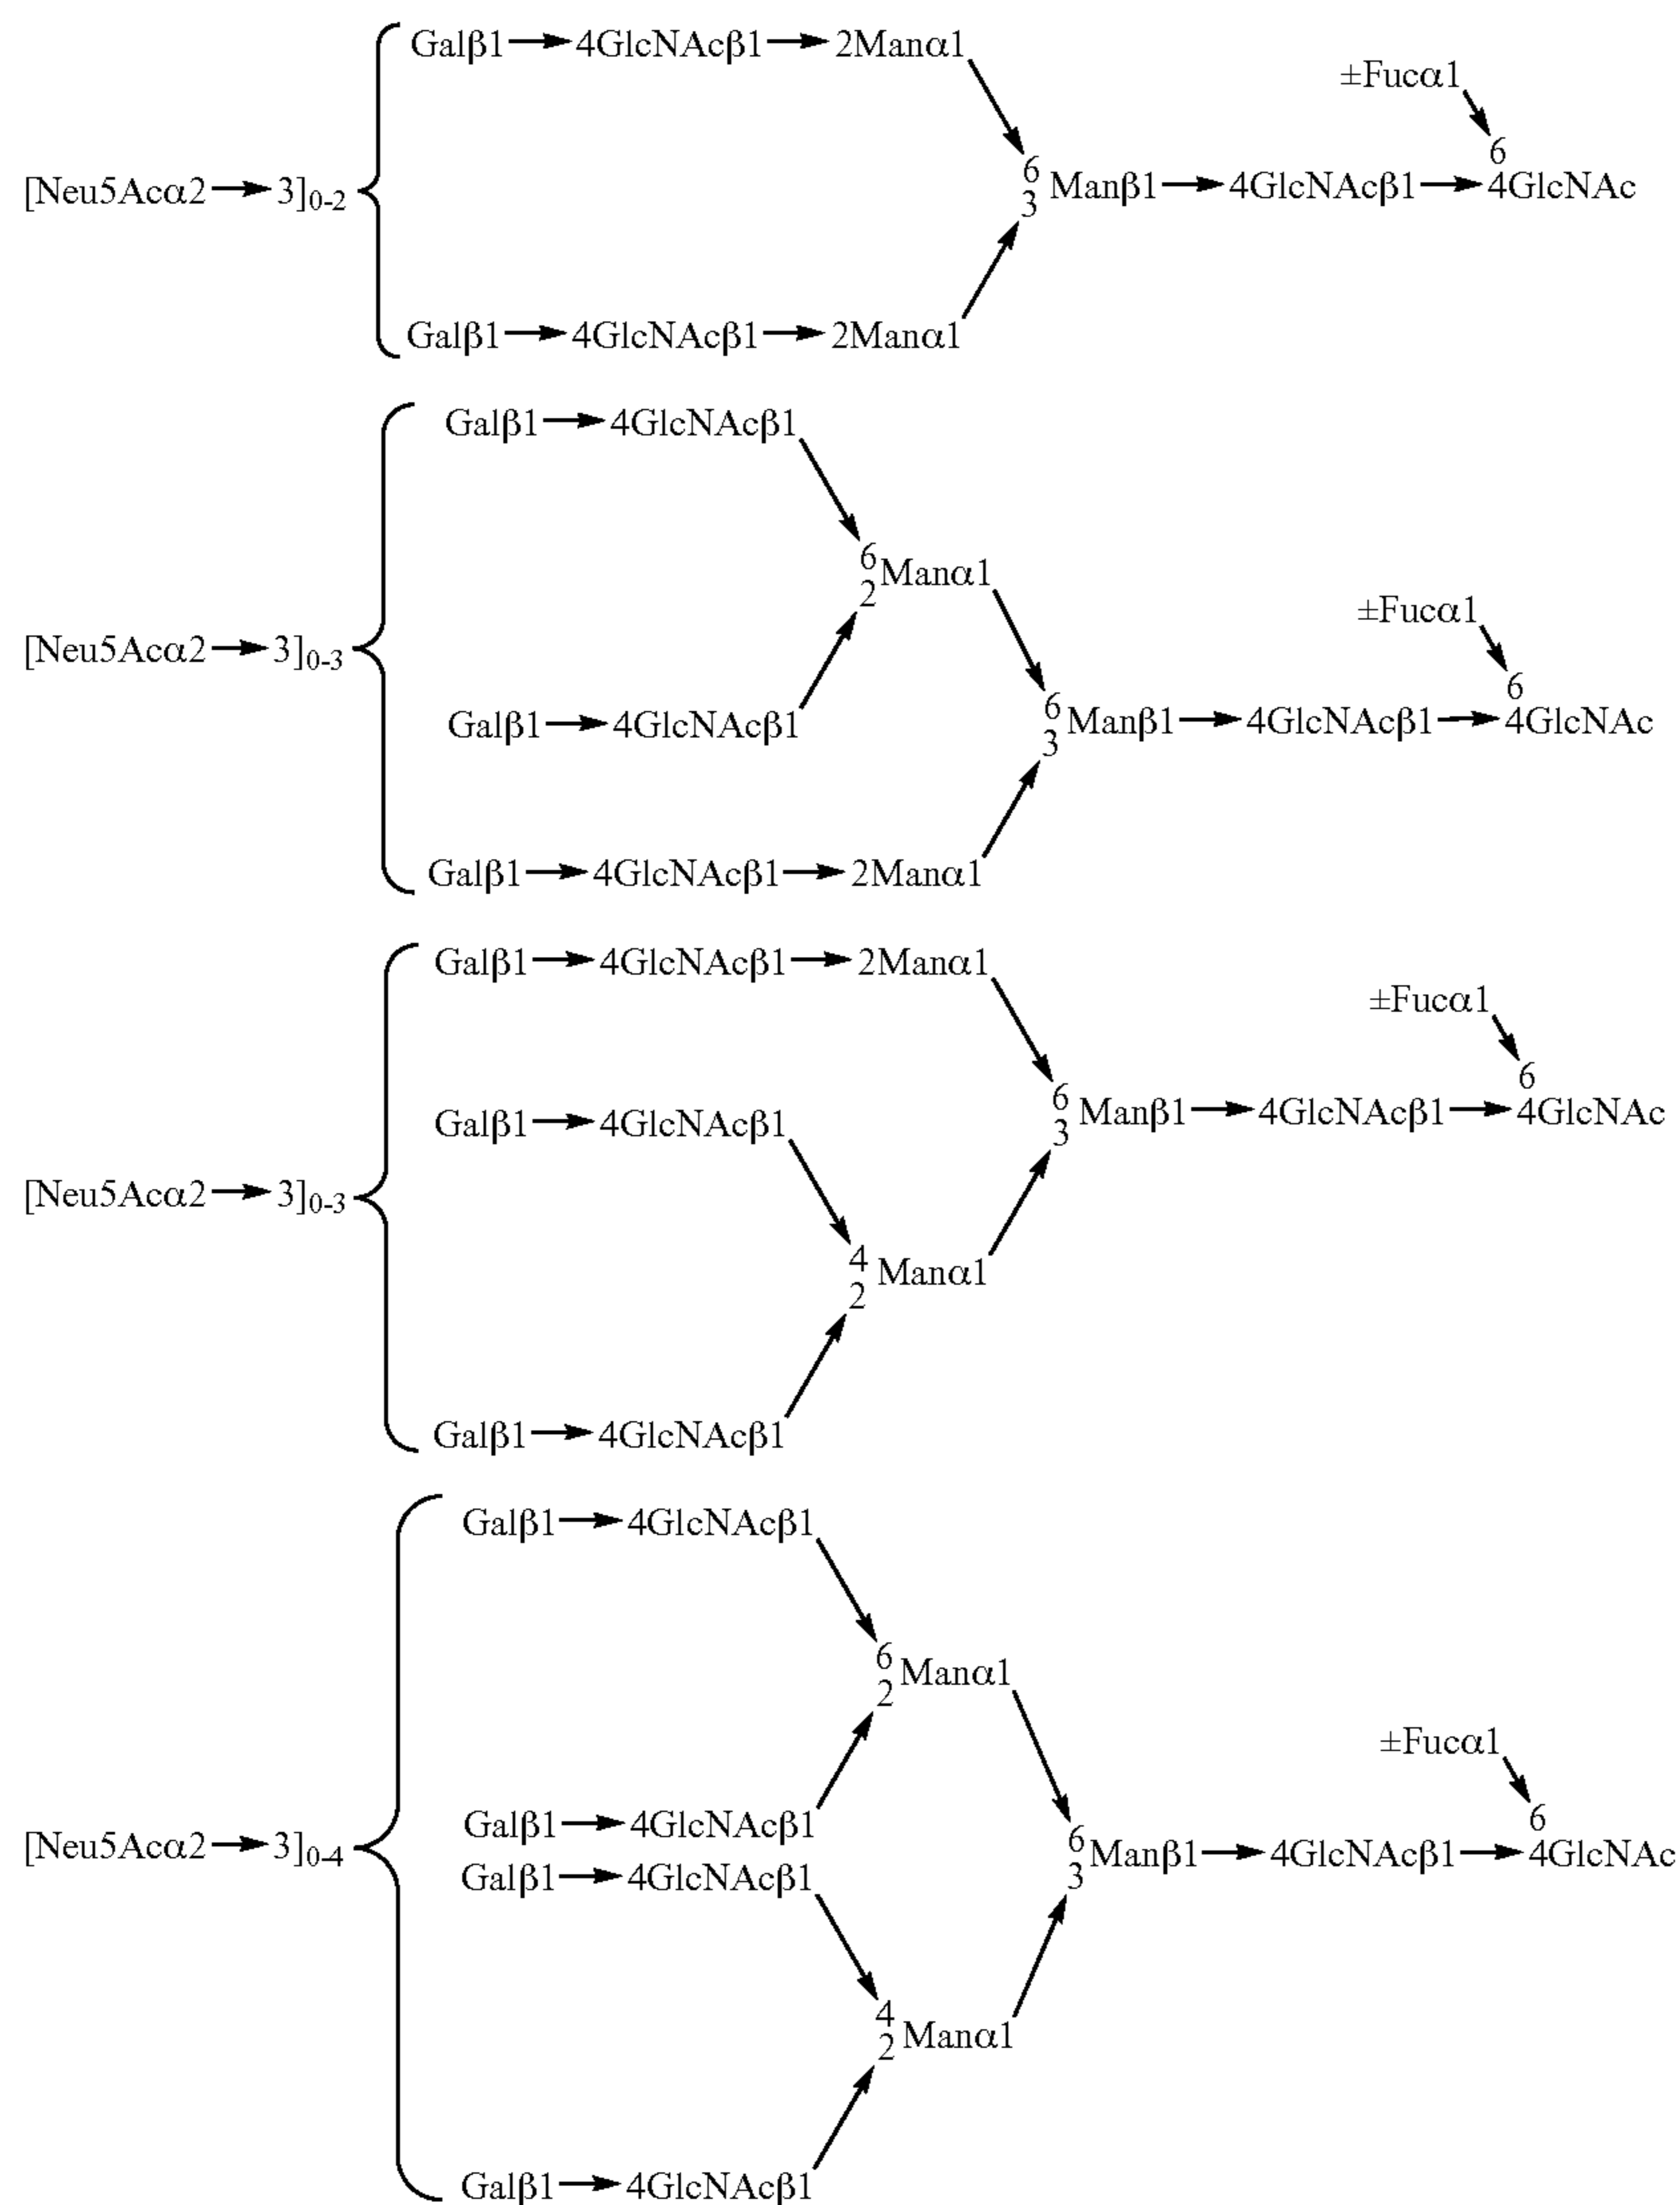 Galβ1→4GlcNAcβ1→2Manα1
±Fucα1
6
[Neu5Acα2→3]0-2
6
3
Manβ1→4GlcNAcβ1→4GlcNAc
Galβ1→4GlcNAcβ1→2Manα1
Galβ1→4GlcNAcβ1
6
2
Manα1
±Fucα1
6
[Neu5Acα2→3]0-3
Galβ1→4GlcNAcβ1
6
3
Manβ1→4GlcNAcβ1→4GlcNAc
Galβ1→4GlcNAcβ1→2Manα1
Galβ1→4GlcNAcβ1→2Manα1
±Fucα1
6
Galβ1→4GlcNAcβ1
6
3
Manβ1→4GlcNAcβ1→4GlcNAc
[Neu5Acα2→3]0-3
4
2
Manα1
Galβ1→4GlcNAcβ1
Galβ1→4GlcNAcβ1
6
2
Manα1
±Fucα1
6
Galβ1→4GlcNAcβ1
[Neu5Acα2→3]0-4
6
3
Manβ1→4GlcNAcβ1→4GlcNAc
Galβ1→4GlcNAcβ1
4
2
Manα1
Galβ1→4GlcNAcβ1